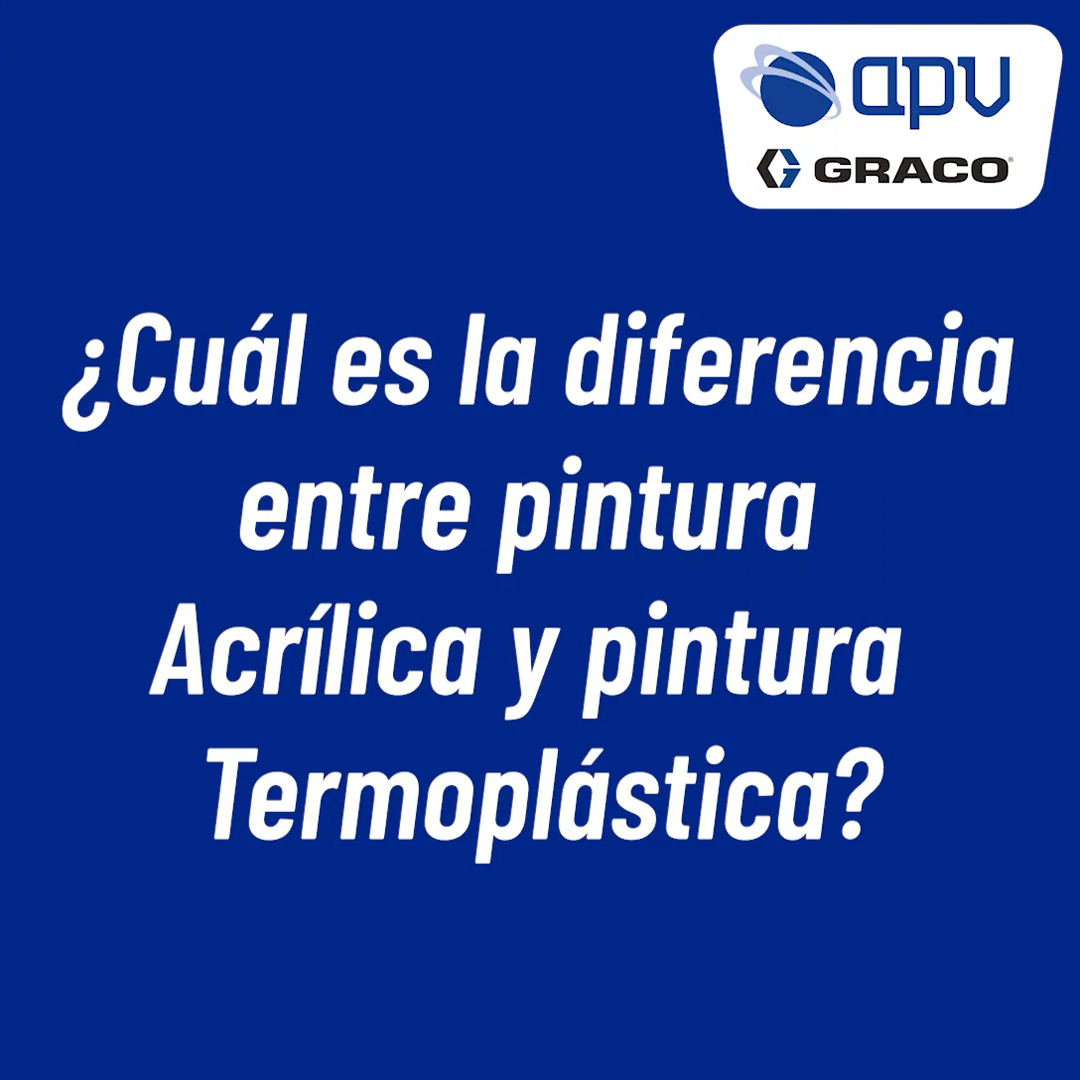 apv
GRACO
¿Cuál es la diferencia
entre pintura
Acrílica y pintura
Termoplástica?